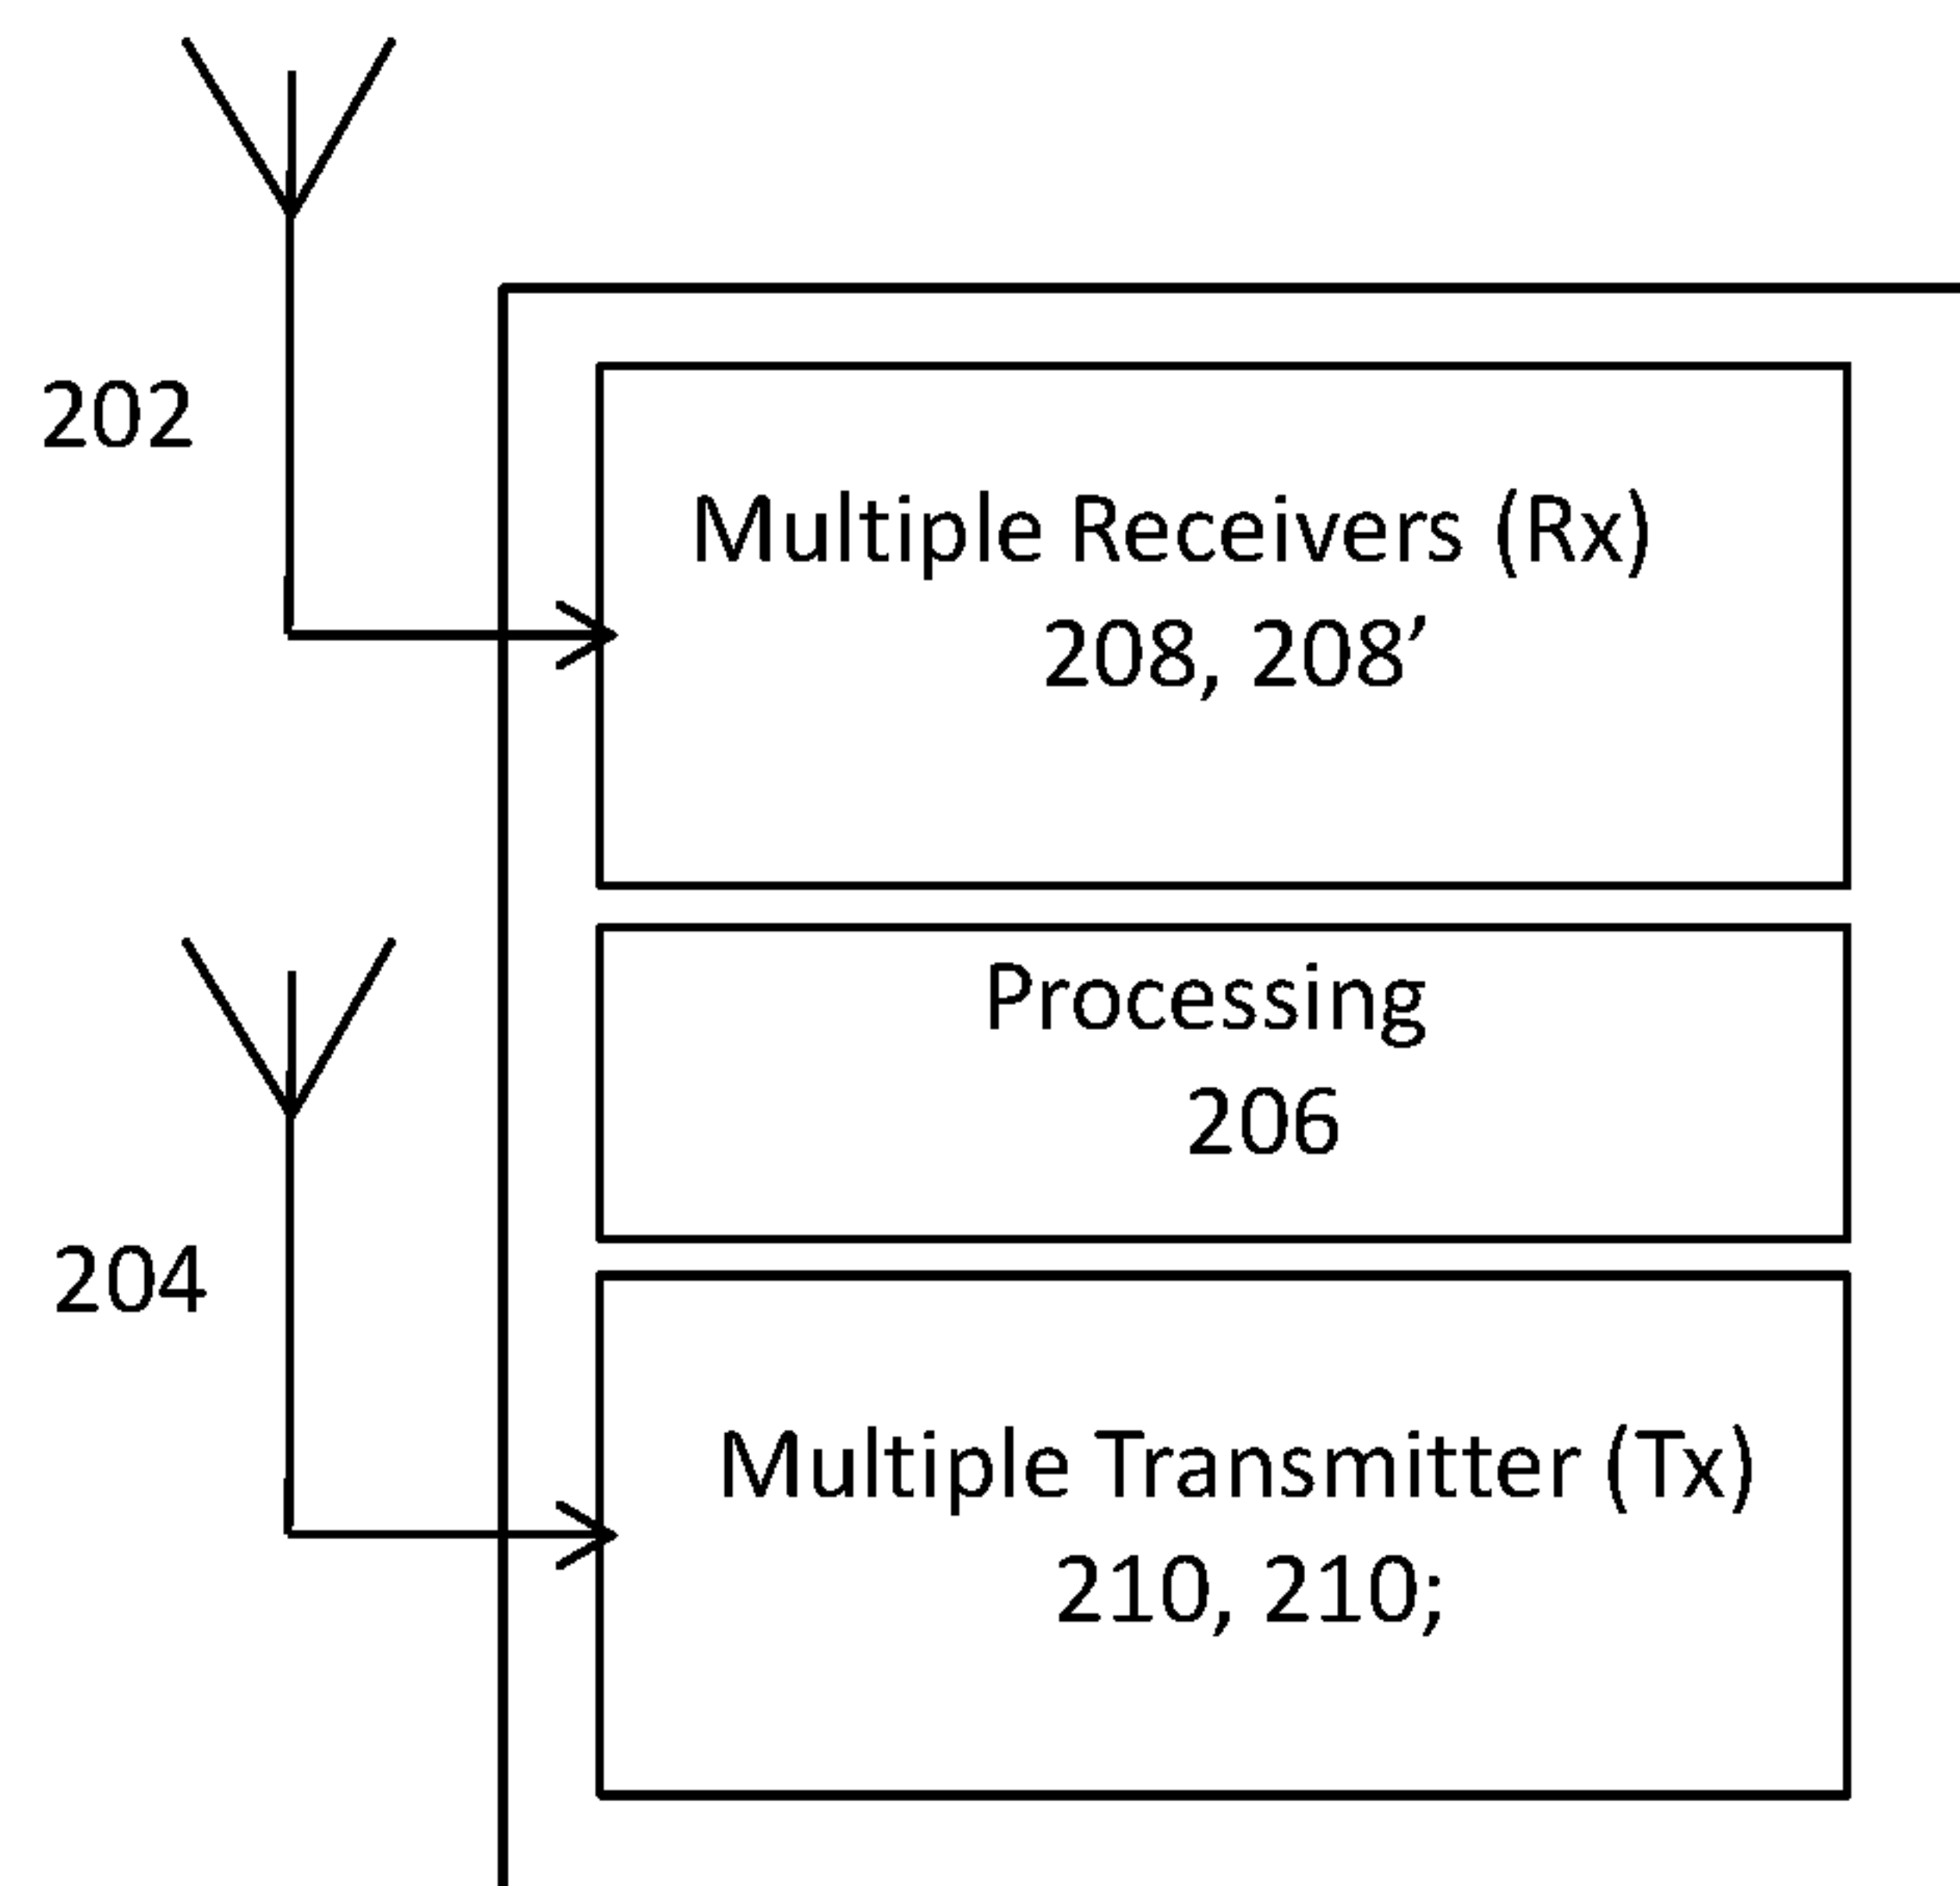 202
Multiple Receivers (Rx)
208, 208’
Processing
206
204
Multiple Transmitter (Tx)
210, 210;